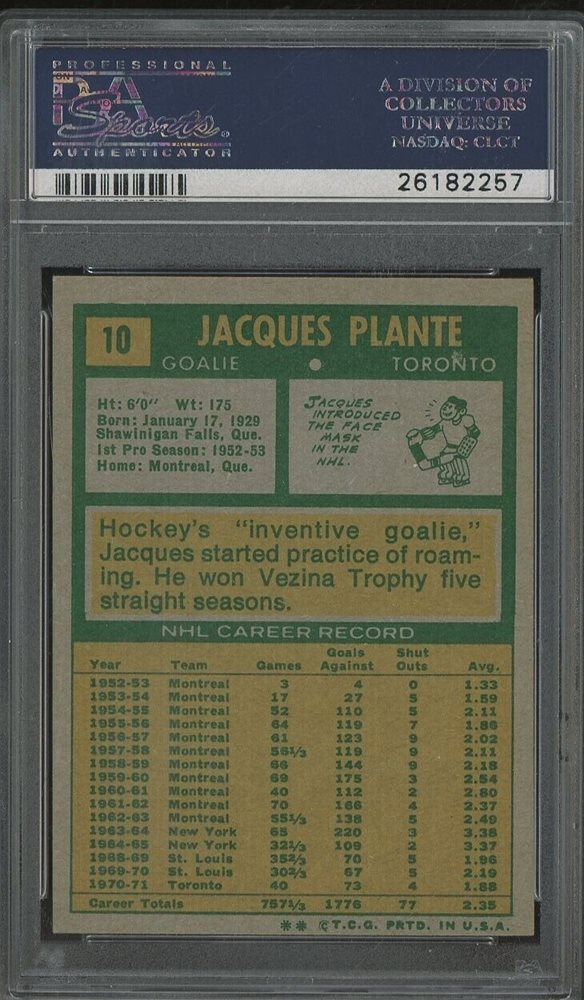 PROFESSIONAL
PSA
Sports
AUTHENTICATOR
A DIVISION OF
COLLECTORS
UNIVERSE
NASDAQ: CLCT
26182257
10 JACQUES PLANTE
GOALIE • TORONTO
Ht: 6'0" Wt: 175
Born: January 17, 1929
Shawinigan Falls, Que.
1st Pro Season: 1952-53
Home: Montreal, Que.
JACQUES
INTRODUCED
THE FACE
MASK
IN THE
NHL.
Hockey's "inventive goalie,"
Jacques started practice of roam-
ing. He won Vezina Trophy five
straight seasons.
NHL CAREER RECORD
Year Team Games Goals Against Shut Outs Avg.
1952-53 Montreal 3 4 0 1.33
1953-54 Montreal 17 27 5 1.59
1954-55 Montreal 52 110 5 2.11
1955-56 Montreal 64 119 7 1.86
1956-57 Montreal 61 123 9 2.02
1957-58 Montreal 56⅓ 119 9 2.11
1958-59 Montreal 66 144 9 2.18
1959-60 Montreal 69 175 3 2.54
1960-61 Montreal 40 112 2 2.80
1961-62 Montreal 70 166 4 2.37
1962-63 Montreal 55⅓ 138 5 2.49
1963-64 New York 65 220 3 3.38
1964-65 New York 32⅓ 109 2 3.37
1968-69 St. Louis 35⅔ 70 5 1.96
1969-70 St. Louis 30⅔ 67 5 2.19
1970-71 Toronto 40 73 4 1.88
Career Totals 757⅓ 1776 77 2.35
** © T.C.G. PRTD. IN U.S.A.